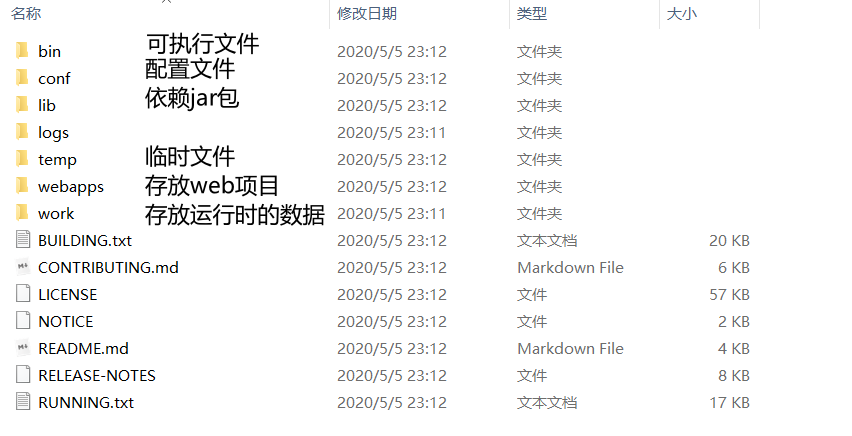 名称 修改日期 类型 大小
bin 可执行文件 2020/5/5 23:12 文件夹
conf 配置文件 2020/5/5 23:12 文件夹
lib 依赖jar包 2020/5/5 23:12 文件夹
logs 2020/5/5 23:11 文件夹
temp 临时文件 2020/5/5 23:12 文件夹
webapps 存放web项目 2020/5/5 23:12 文件夹
work 存放运行时的数据 2020/5/5 23:11 文件夹
BUILDING.txt 2020/5/5 23:12 文本文档 20 KB
CONTRIBUTING.md 2020/5/5 23:12 Markdown File 6 KB
LICENSE 2020/5/5 23:12 文件 57 KB
NOTICE 2020/5/5 23:12 文件 2 KB
README.md 2020/5/5 23:12 Markdown File 4 KB
RELEASE-NOTES 2020/5/5 23:12 文件 8 KB
RUNNING.txt 2020/5/5 23:12 文本文档 17 KB